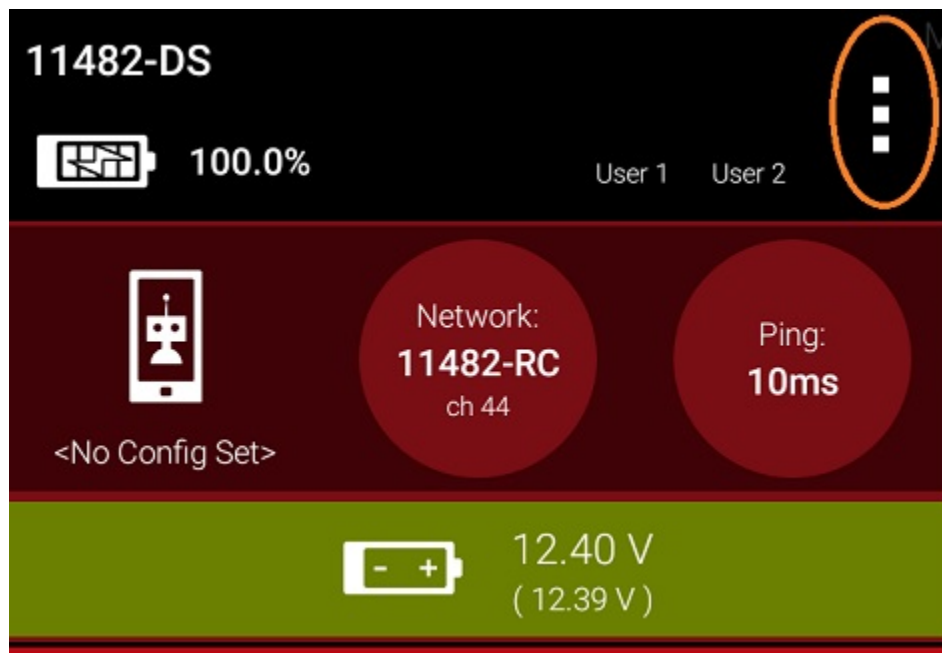 11482-DS
100.0%
User 1 User 2
Network:
11482-RC
ch 44
Ping:
10ms
<No Config Set>
12.40 V
( 12.39 V )